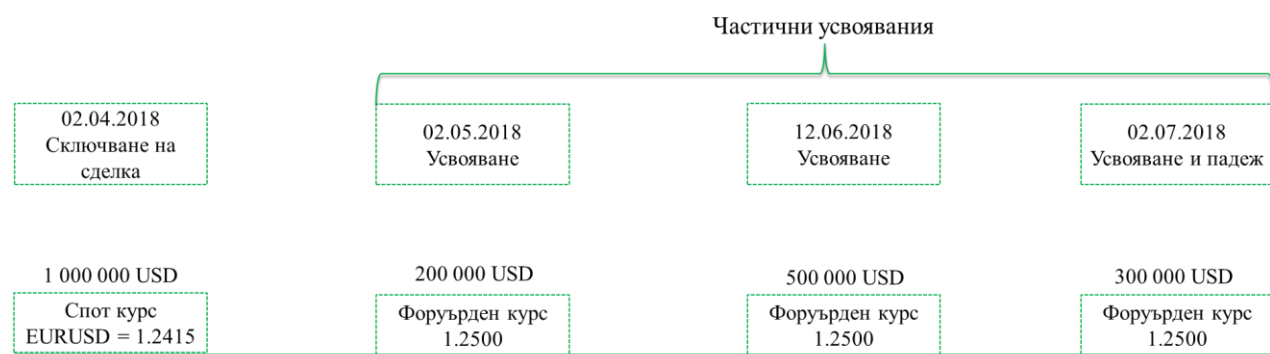 Частични усвоявания
02.04.2018
Сключване на
сделка
02.05.2018
Усвояване
12.06.2018
Усвояване
02.07.2018
Усвояване и падеж
1 000 000 USD
200 000 USD
500 000 USD
300 000 USD
Спот курс
EURUSD = 1.2415
Форуърден курс
1.2500
Форуърден курс
1.2500
Форуърден курс
1.2500